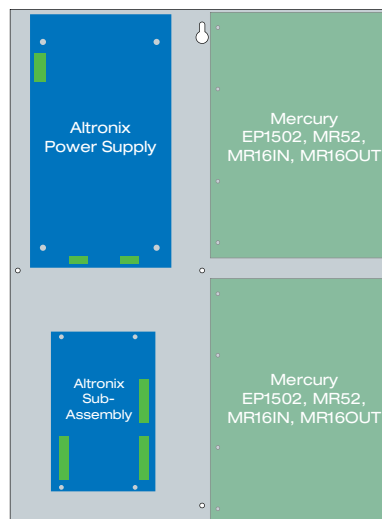 Altronix
Power Supply
Mercury
EP1502, MR52,
MR16IN, MR16OUT
Altronix
Sub-
Assembly
Mercury
EP1502, MR52,
MR16IN, MR16OUT